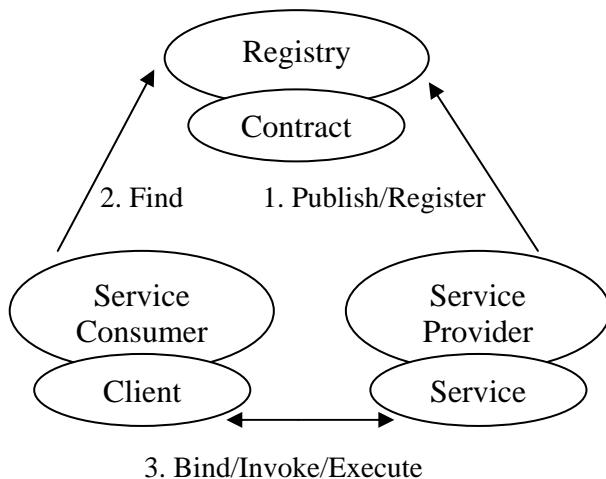 Registry
Contract
2. Find
1. Publish/Register
Service
Consumer
Service
Provider
Client
Service
3. Bind/Invoke/Execute